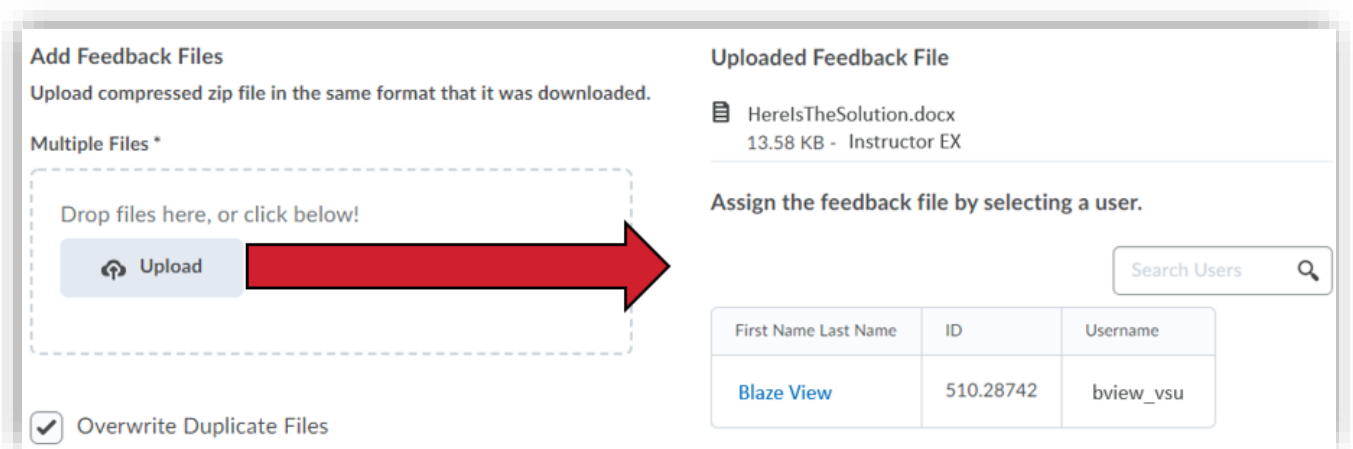 Add Feedback Files
Upload compressed zip file in the same format that it was downloaded.
Multiple Files *
Drop files here, or click below!
Upload
Overwrite Duplicate Files
Uploaded Feedback File
HereIsTheSolution.docx
13.58 KB - Instructor EX
Assign the feedback file by selecting a user.
Search Users
First Name Last Name ID Username
Blaze View 510.28742 bview_vsu